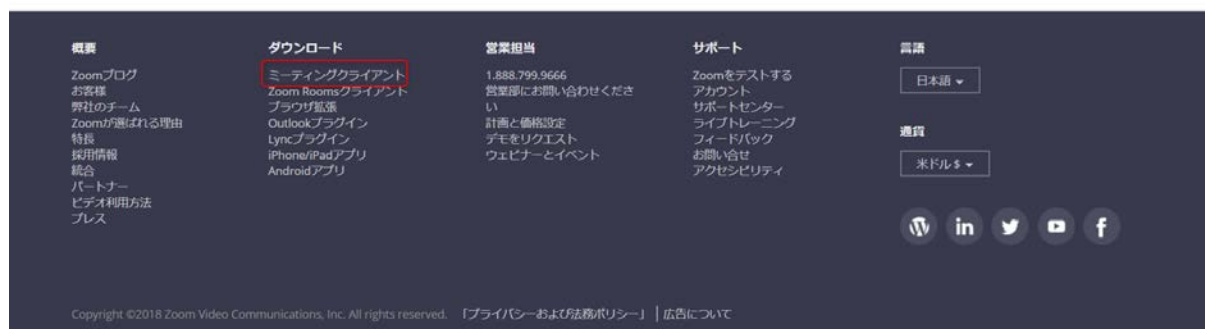 概要
Zoomブログ
お客様
弊社のチーム
Zoomが選ばれる理由
特長
採用情報
統合
パートナー
ビデオ利用方法
プレス
ダウンロード
ミーティングクライアント
Zoom Roomsクライアント
ブラウザ拡張
Outlookプラグイン
Lyncプラグイン
iPhone/iPadアプリ
Androidアプリ
営業担当
1.888.799.9666
営業部にお問い合わせくださ
い
計画と価格設定
デモをリクエスト
ウェビナーとイベント
サポート
Zoomをテストする
アカウント
サポートセンター
ライブトレーニング
フィードバック
お問い合せ
アクセシビリティ
言語
日本語
通貨
米ドル $
in
f
Copyright ©2018 Zoom Video Communications, Inc. All rights reserved. 「プライバシーおよび法務ポリシー」 | 広告について